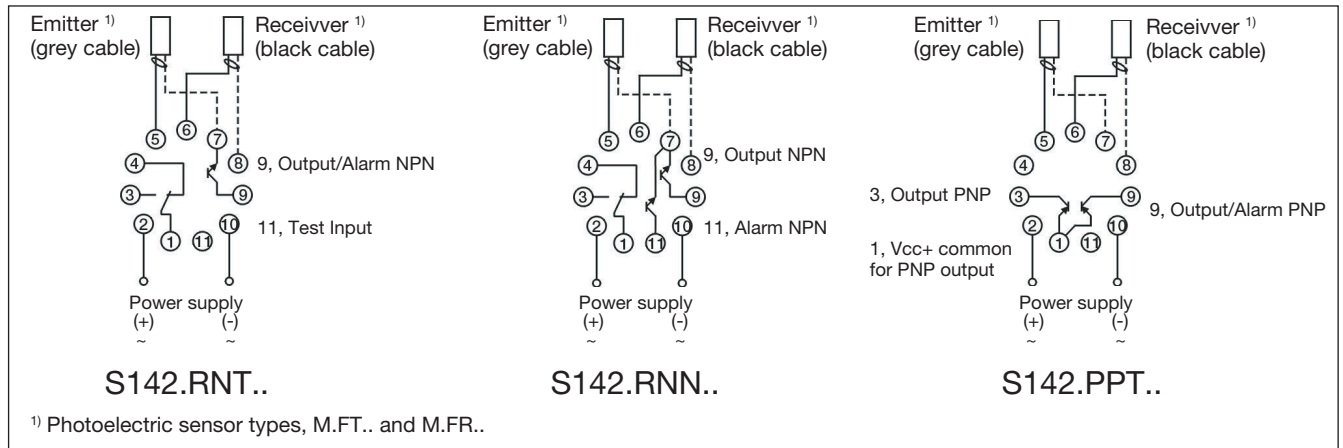 Emitter 1) Receivver 1)
(grey cable) (black cable)
5 6 7
4 8 9, Output/Alarm NPN
3 9
2 1 11 10 11, Test Input
Power supply
(+) (-)
~ ~
S142.RNT..
Emitter 1) Receivver 1)
(grey cable) (black cable)
5 6 7
4 8 9, Output NPN
3 9
2 1 11 10 11, Alarm NPN
Power supply
(+) (-)
~ ~
S142.RNN..
Emitter 1) Receivver 1)
(grey cable) (black cable)
5 6 7
4 8
3, Output PNP 3 9
9, Output/Alarm PNP
2 1 11 10
1, Vcc+ common
for PNP output
Power supply
(+) (-)
~ ~
S142.PPT..
1) Photoelectric sensor types, M.FT.. and M.FR..